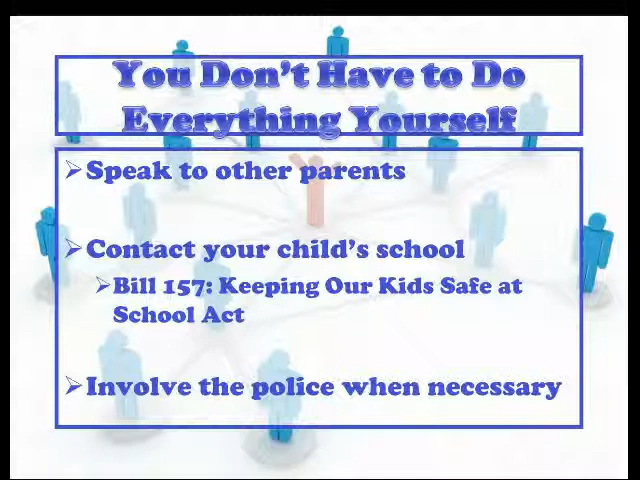 You Don't Have to Do
Everything Yourself
Speak to other parents
Contact your child's school
Bill 157: Keeping Our Kids Safe at
School Act
Involve the police when necessary